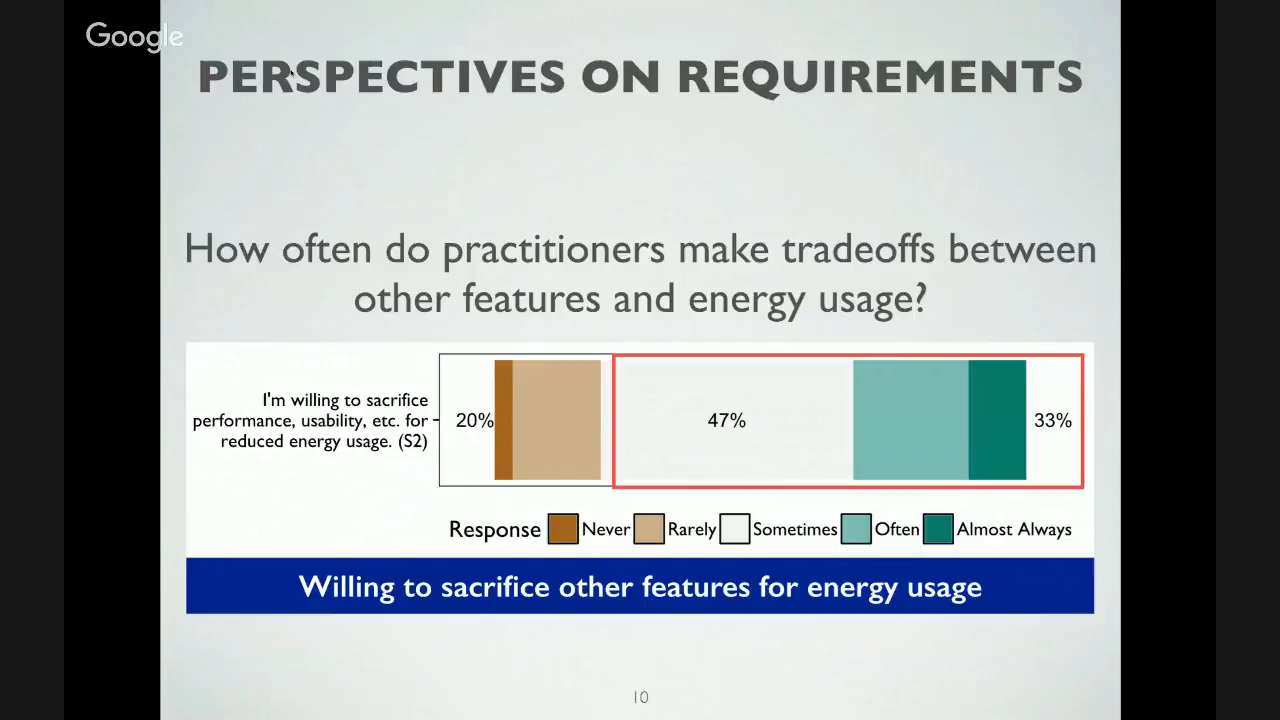 Google
PERSPECTIVES ON REQUIREMENTS
How often do practitioners make tradeoffs between
other features and energy usage?
I'm willing to sacrifice
performance, usability, etc. for
reduced energy usage. (S2)
20%
47%
33%
Response Never Rarely Sometimes Often Almost Always
Willing to sacrifice other features for energy usage
10